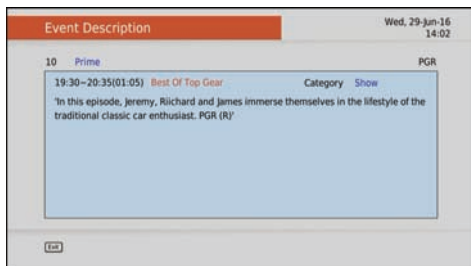 Event Description
Wed, 29-Jun-16
14:02
10 Prime PGR
19:30~20:35(01:05) Best Of Top Gear Category Show
'In this episode, Jeremy, Riichard and James immerse themselves in the lifestyle of the
traditional classic car enthusiast. PGR (R)'
Exit